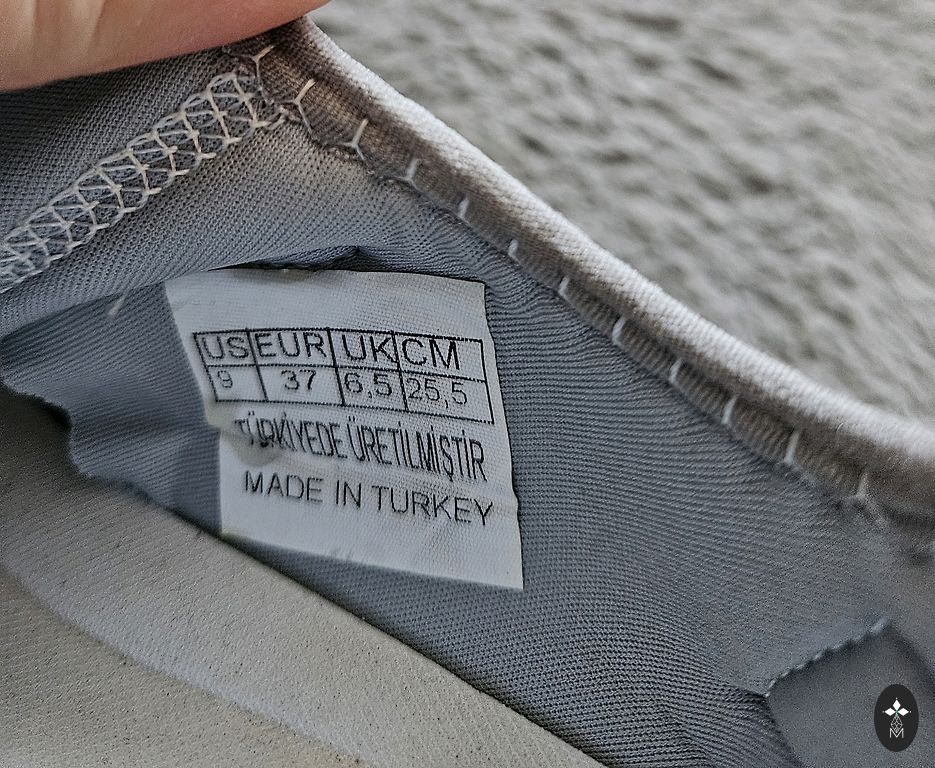 US EUR UK CM
9 37 6,5 25,5
TÜRKİYEDE ÜRETİLMİŞTİR
MADE IN TURKEY
M